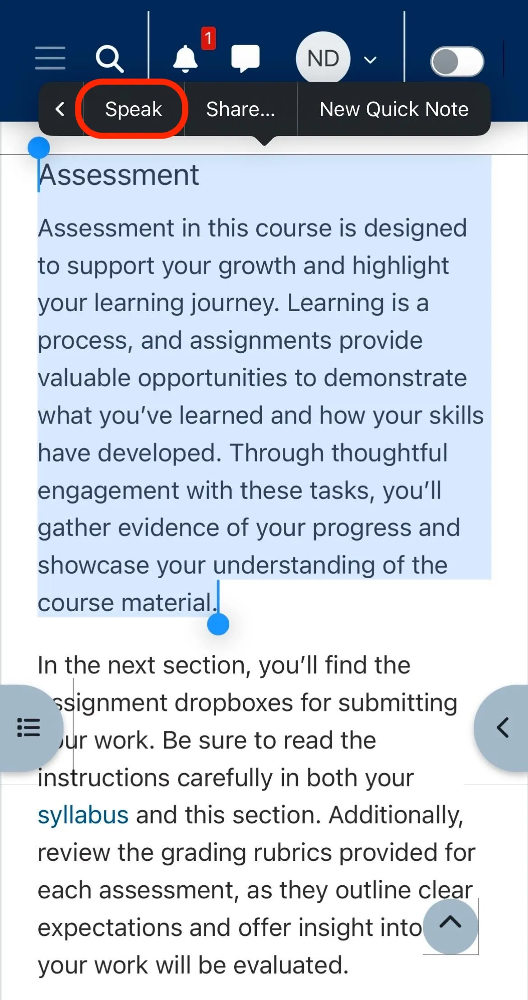 1
ND
Speak
Share...
New Quick Note
Assessment
Assessment in this course is designed
to support your growth and highlight
your learning journey. Learning is a
process, and assignments provide
valuable opportunities to demonstrate
what you’ve learned and how your skills
have developed. Through thoughtful
engagement with these tasks, you’ll
gather evidence of your progress and
showcase your understanding of the
course material.
In the next section, you’ll find the
ssignment dropboxes for submitting
ur work. Be sure to read the
instructions carefully in both your
syllabus and this section. Additionally,
review the grading rubrics provided for
each assessment, as they outline clear
expectations and offer insight into
your work will be evaluated.